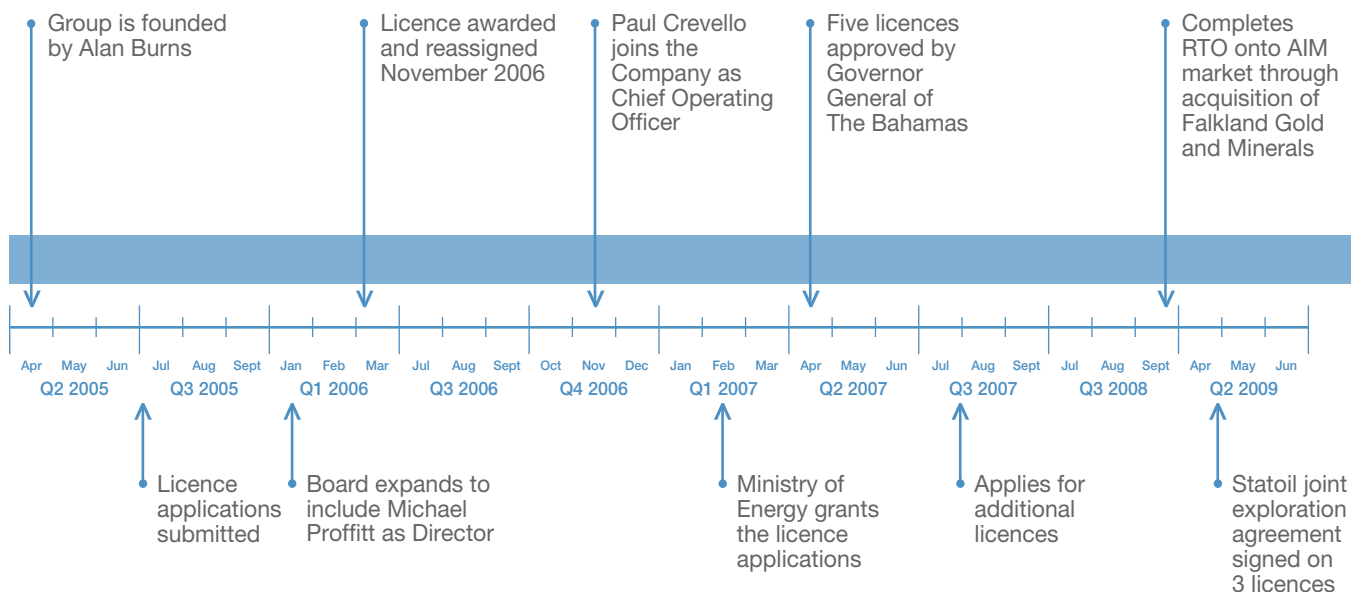 Group is founded
by Alan Burns
Licence awarded
and reassigned
November 2006
Paul Crevello
joins the
Company as
Chief Operating
Officer
Five licences
approved by
Governor
General of
The Bahamas
Completes
RTO onto AIM
market through
acquisition of
Falkland Gold
and Minerals
Apr May Jun Jul Aug Sept Jan Feb Mar Jul Aug Sept Oct Nov Dec Jan Feb Mar Apr May Jun Jul Aug Sept Jul Aug Sept Apr May Jun
Q2 2005 Q3 2005 Q1 2006 Q3 2006 Q4 2006 Q1 2007 Q2 2007 Q3 2007 Q3 2008 Q2 2009
Licence
applications
submitted
Board expands to
include Michael
Proffitt as Director
Ministry of
Energy grants
the licence
applications
Applies for
additional
licences
Statoil joint
exploration
agreement
signed on
3 licences